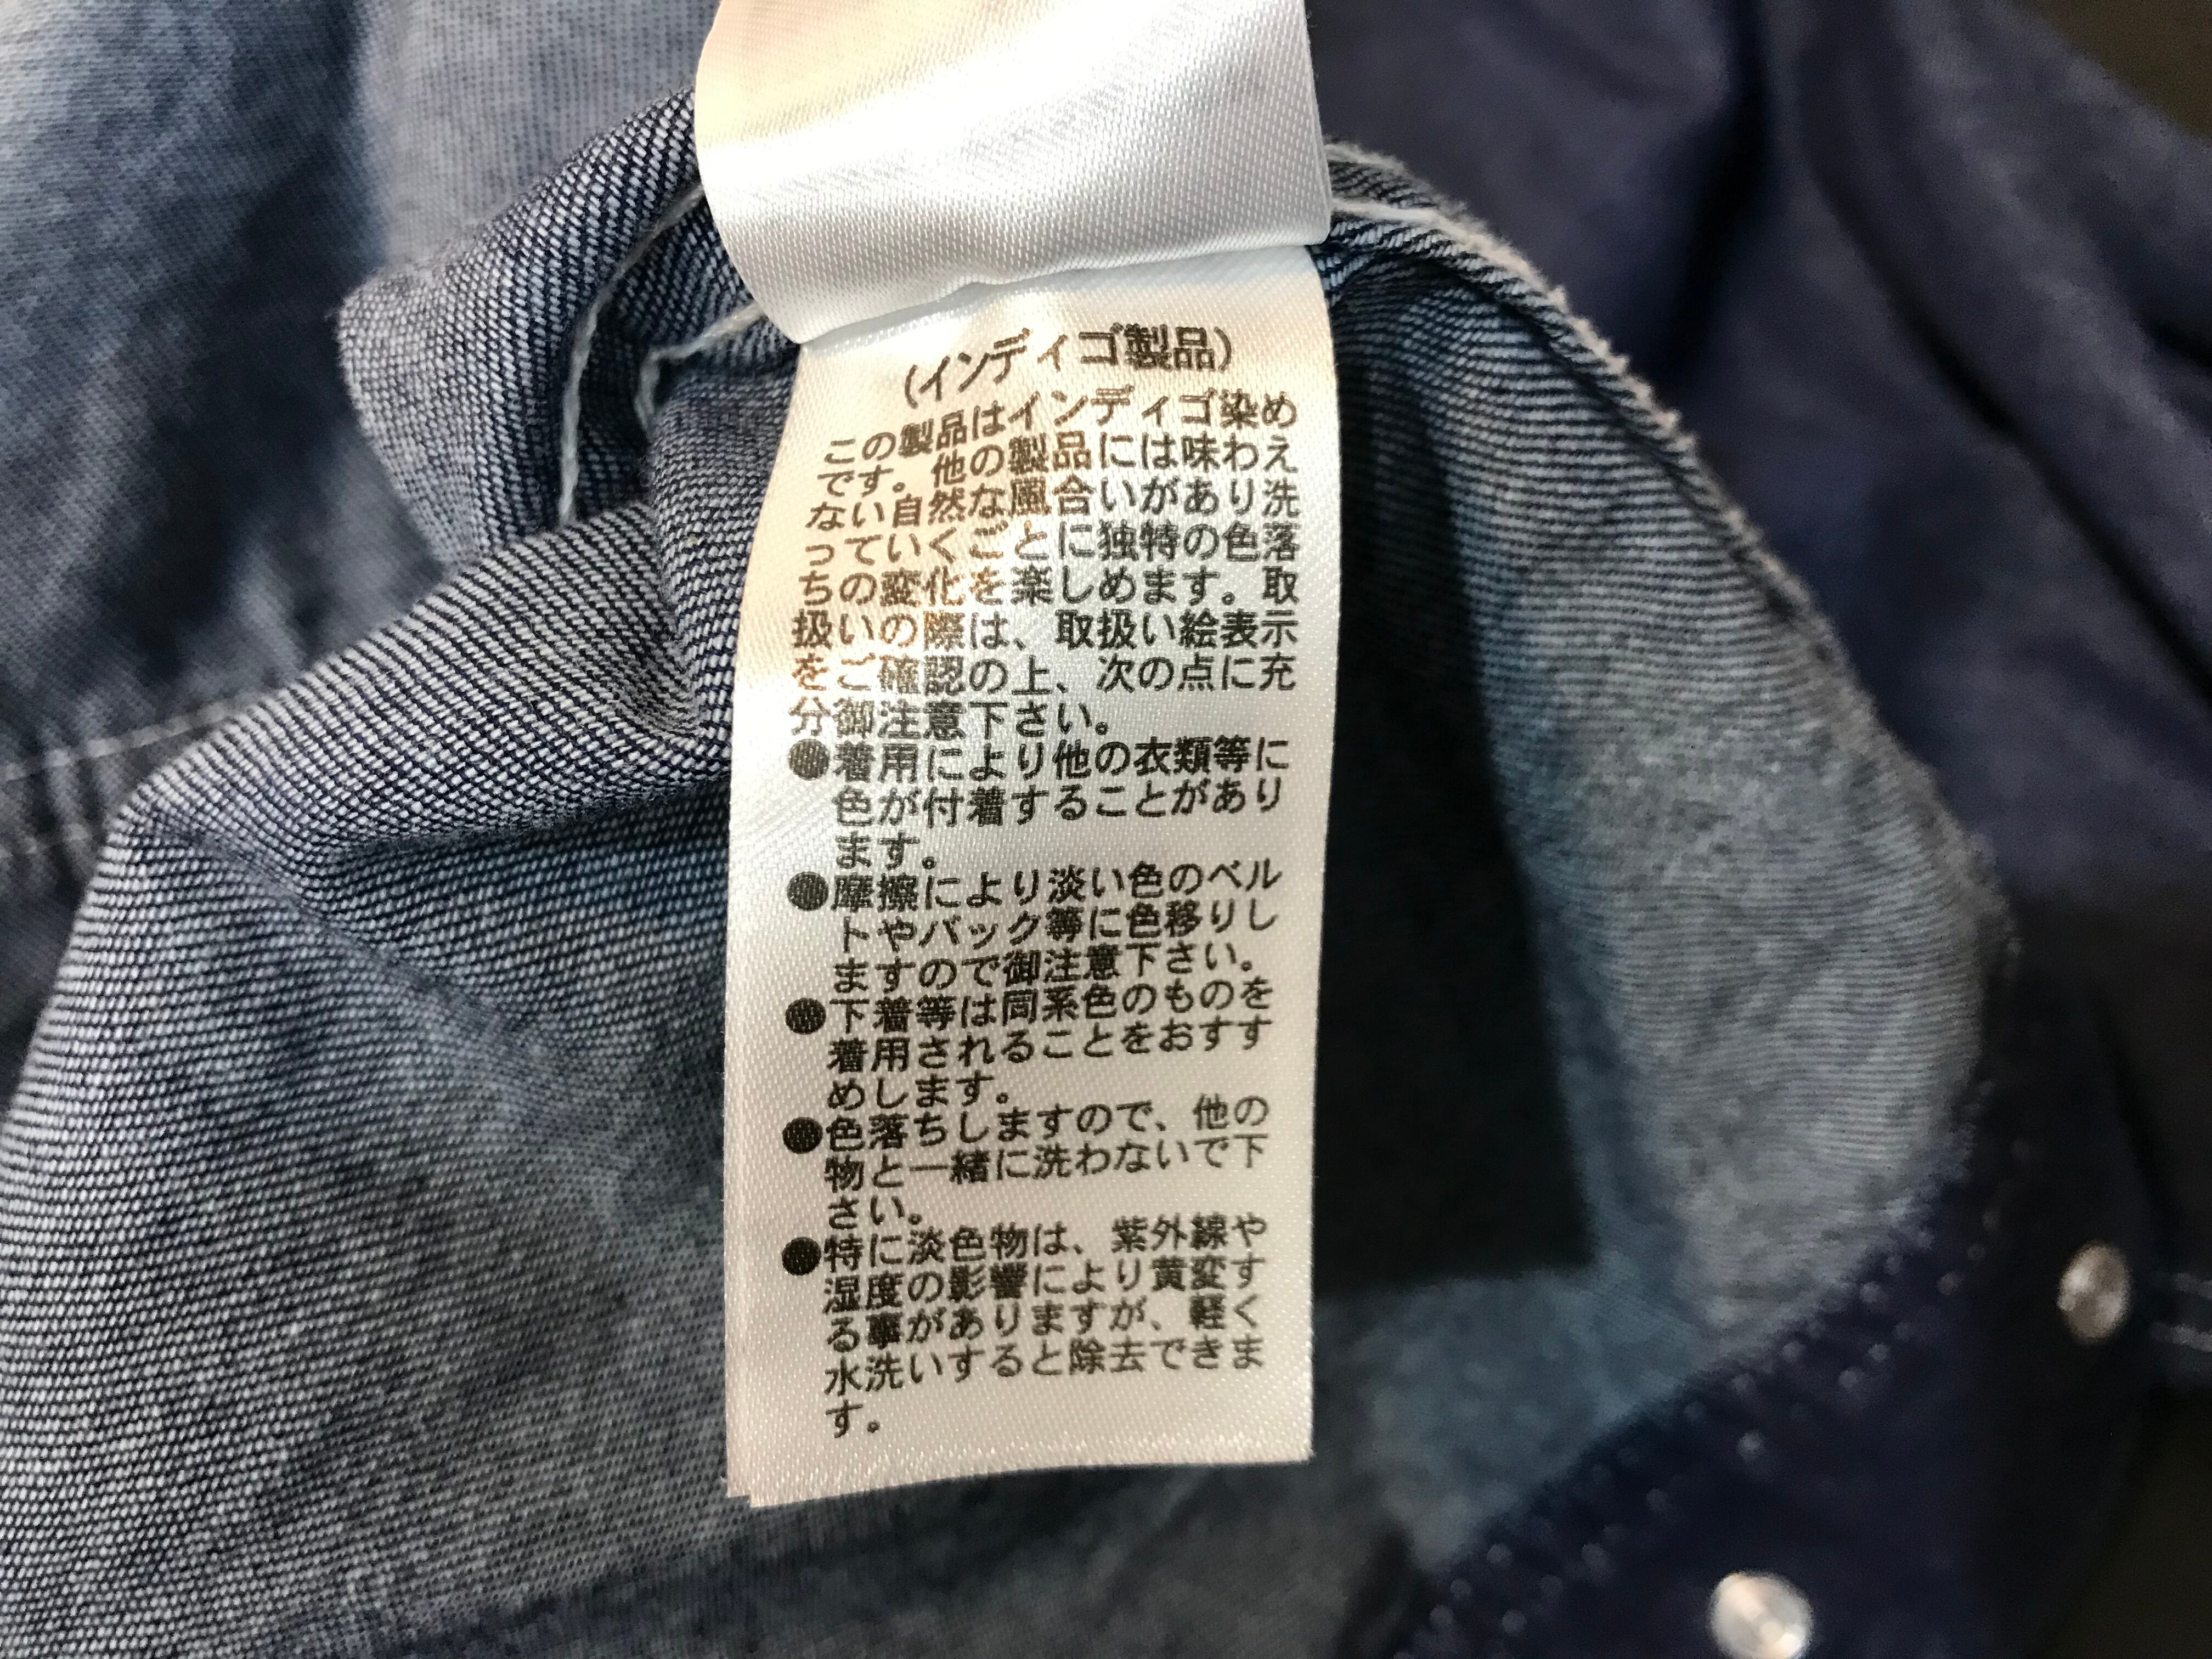 (インディゴ製品)
この製品はインディゴ染め
です。他の製品には味わえ
ない自然な風合いがあり洗
っていくごとに独特の色落
ちの変化を楽しめます。取
扱いの際は、取扱い絵表示
をご確認の上、次の点に充
分御注意下さい。
●着用により他の衣類等に
色が付着することがあり
ます。
●摩擦により淡い色のベル
トやバック等に色移りし
ますので御注意下さい。
●下着等は同系色のものを
着用されることをおすす
めします。
●色落ちしますので、他の
物と一緒に洗わないで下
さい。
●特に淡色物は、紫外線や
湿度の影響により黄変す
る事がありますが、軽く
水洗いすると除去できま
す。